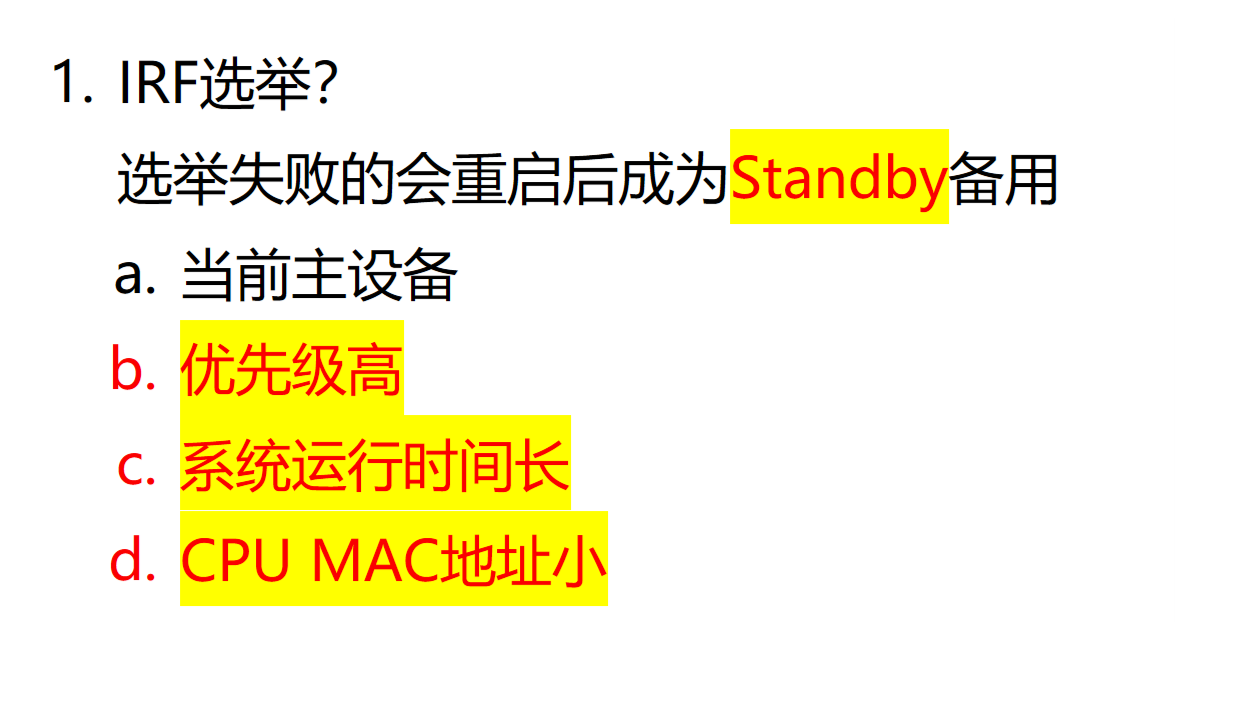 1. IRF选举?
选举失败的会重启后成为Standby备用
a. 当前主设备
b. 优先级高
c. 系统运行时间长
d. CPU MAC地址小